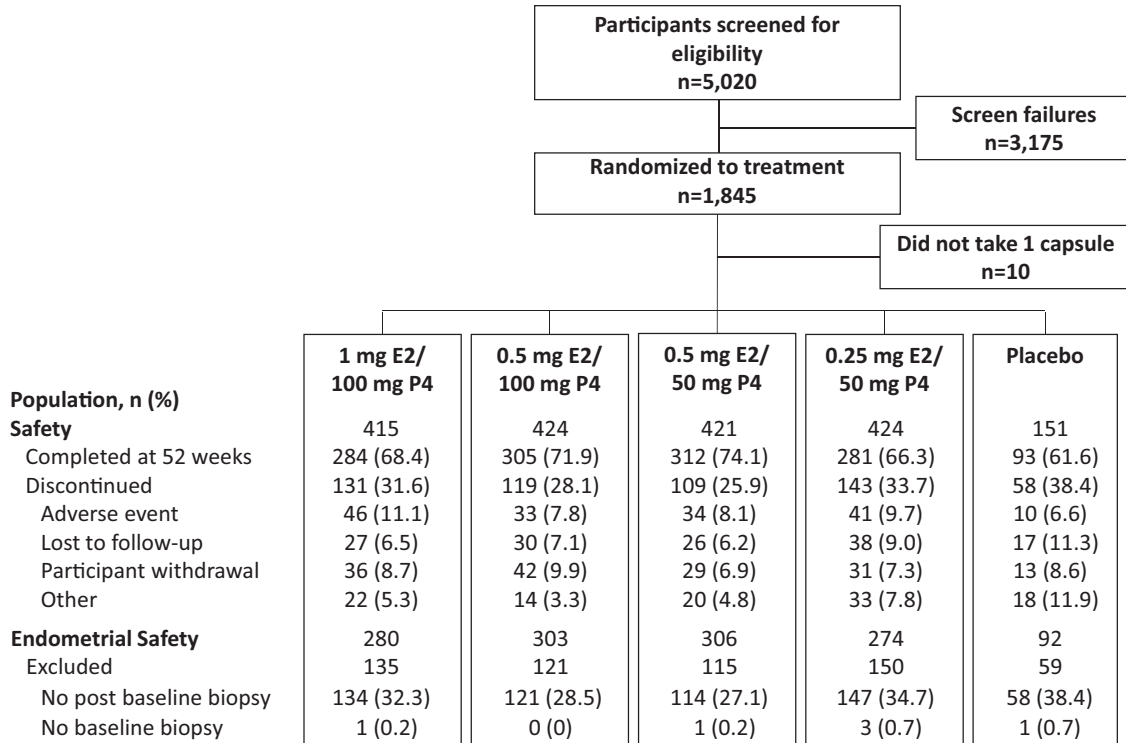 Participants screened for
eligibility
n=5,020
Screen failures
n=3,175
Randomized to treatment
n=1,845
Did not take 1 capsule
n=10
1 mg E2/ 0.5 mg E2/ 0.5 mg E2/ 0.25 mg E2/ Placebo
100 mg P4 100 mg P4 50 mg P4 50 mg P4
Population, n (%)
Safety 415 424 421 424 151
Completed at 52 weeks 284 (68.4) 305 (71.9) 312 (74.1) 281 (66.3) 93 (61.6)
Discontinued 131 (31.6) 119 (28.1) 109 (25.9) 143 (33.7) 58 (38.4)
Adverse event 46 (11.1) 33 (7.8) 34 (8.1) 41 (9.7) 10 (6.6)
Lost to follow-up 27 (6.5) 30 (7.1) 26 (6.2) 38 (9.0) 17 (11.3)
Participant withdrawal 36 (8.7) 42 (9.9) 29 (6.9) 31 (7.3) 13 (8.6)
Other 22 (5.3) 14 (3.3) 20 (4.8) 33 (7.8) 18 (11.9)
Endometrial Safety 280 303 306 274 92
Excluded 135 121 115 150 59
No post baseline biopsy 134 (32.3) 121 (28.5) 114 (27.1) 147 (34.7) 58 (38.4)
No baseline biopsy 1 (0.2) 0 (0) 1 (0.2) 3 (0.7) 1 (0.7)